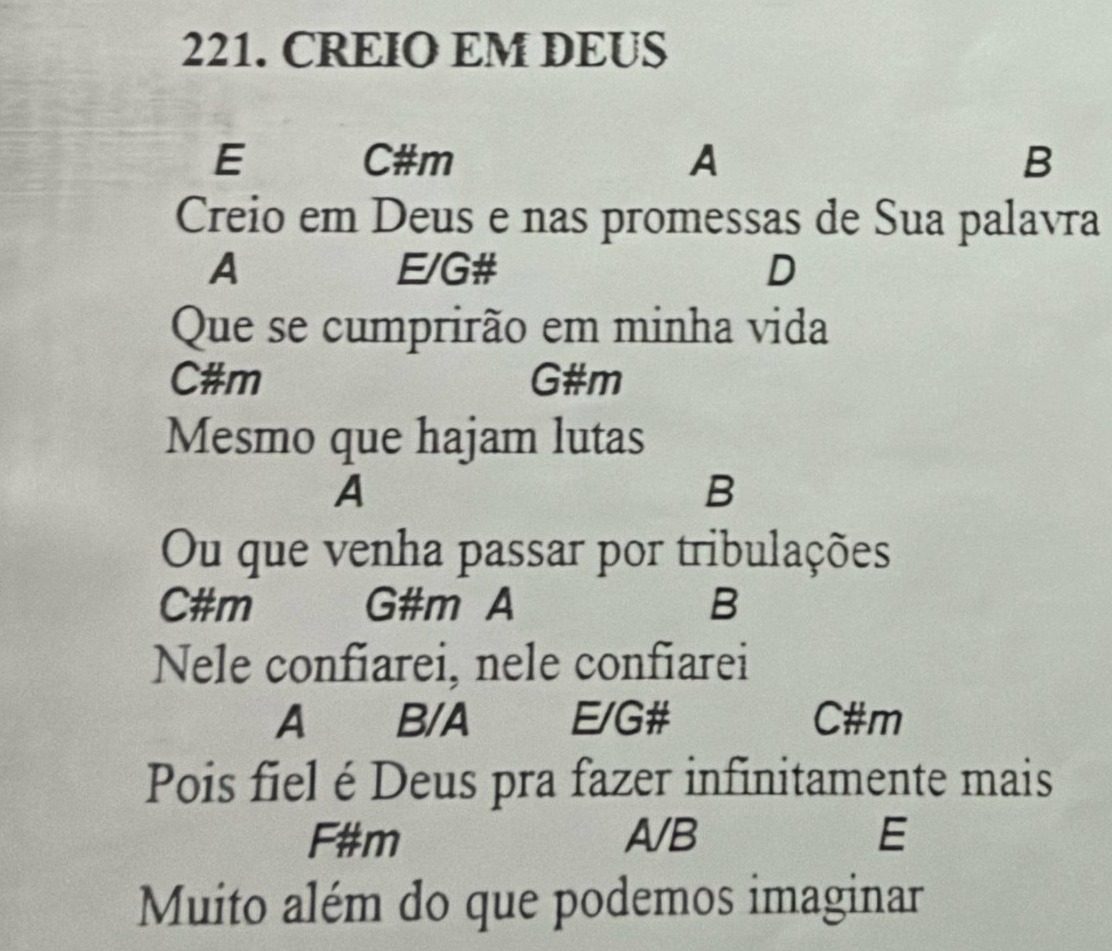 221. CREIO EM DEUS
E C#m A B
Creio em Deus e nas promessas de Sua palavra
A E/G# D
Que se cumprirão em minha vida
C#m G#m
Mesmo que hajam lutas
A B
Ou que venha passar por tribulações
C#m G#m A B
Nele confiarei, nele confiarei
A B/A E/G# C#m
Pois fiel é Deus pra fazer infinitamente mais
F#m A/B E
Muito além do que podemos imaginar